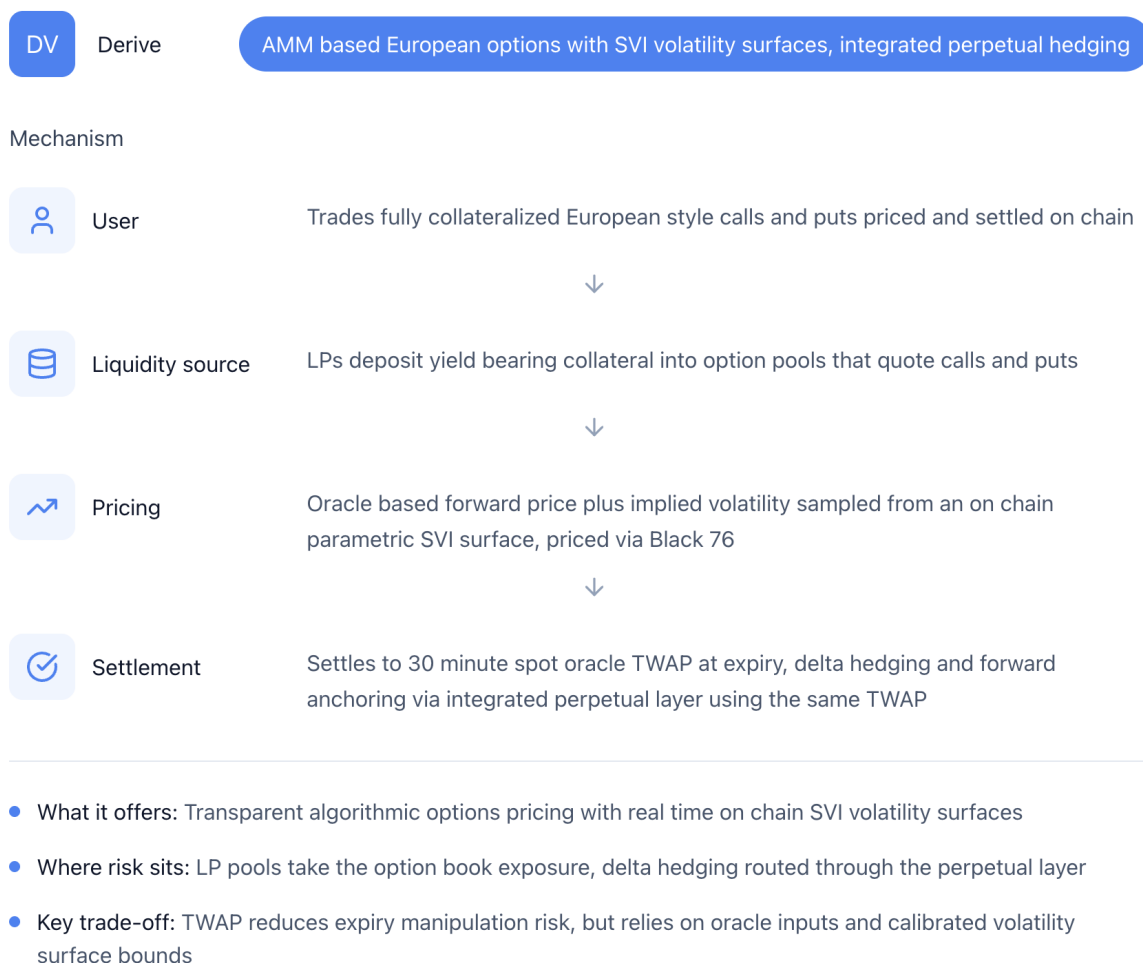 DV
Derive
AMM based European options with SVI volatility surfaces, integrated perpetual hedging
Mechanism
User
Trades fully collateralized European style calls and puts priced and settled on chain
Liquidity source
LPs deposit yield bearing collateral into option pools that quote calls and puts
Pricing
Oracle based forward price plus implied volatility sampled from an on chain
parametric SVI surface, priced via Black 76
Settlement
Settles to 30 minute spot oracle TWAP at expiry, delta hedging and forward
anchoring via integrated perpetual layer using the same TWAP
What it offers: Transparent algorithmic options pricing with real time on chain SVI volatility surfaces
Where risk sits: LP pools take the option book exposure, delta hedging routed through the perpetual layer
Key trade-off: TWAP reduces expiry manipulation risk, but relies on oracle inputs and calibrated volatility
surface bounds